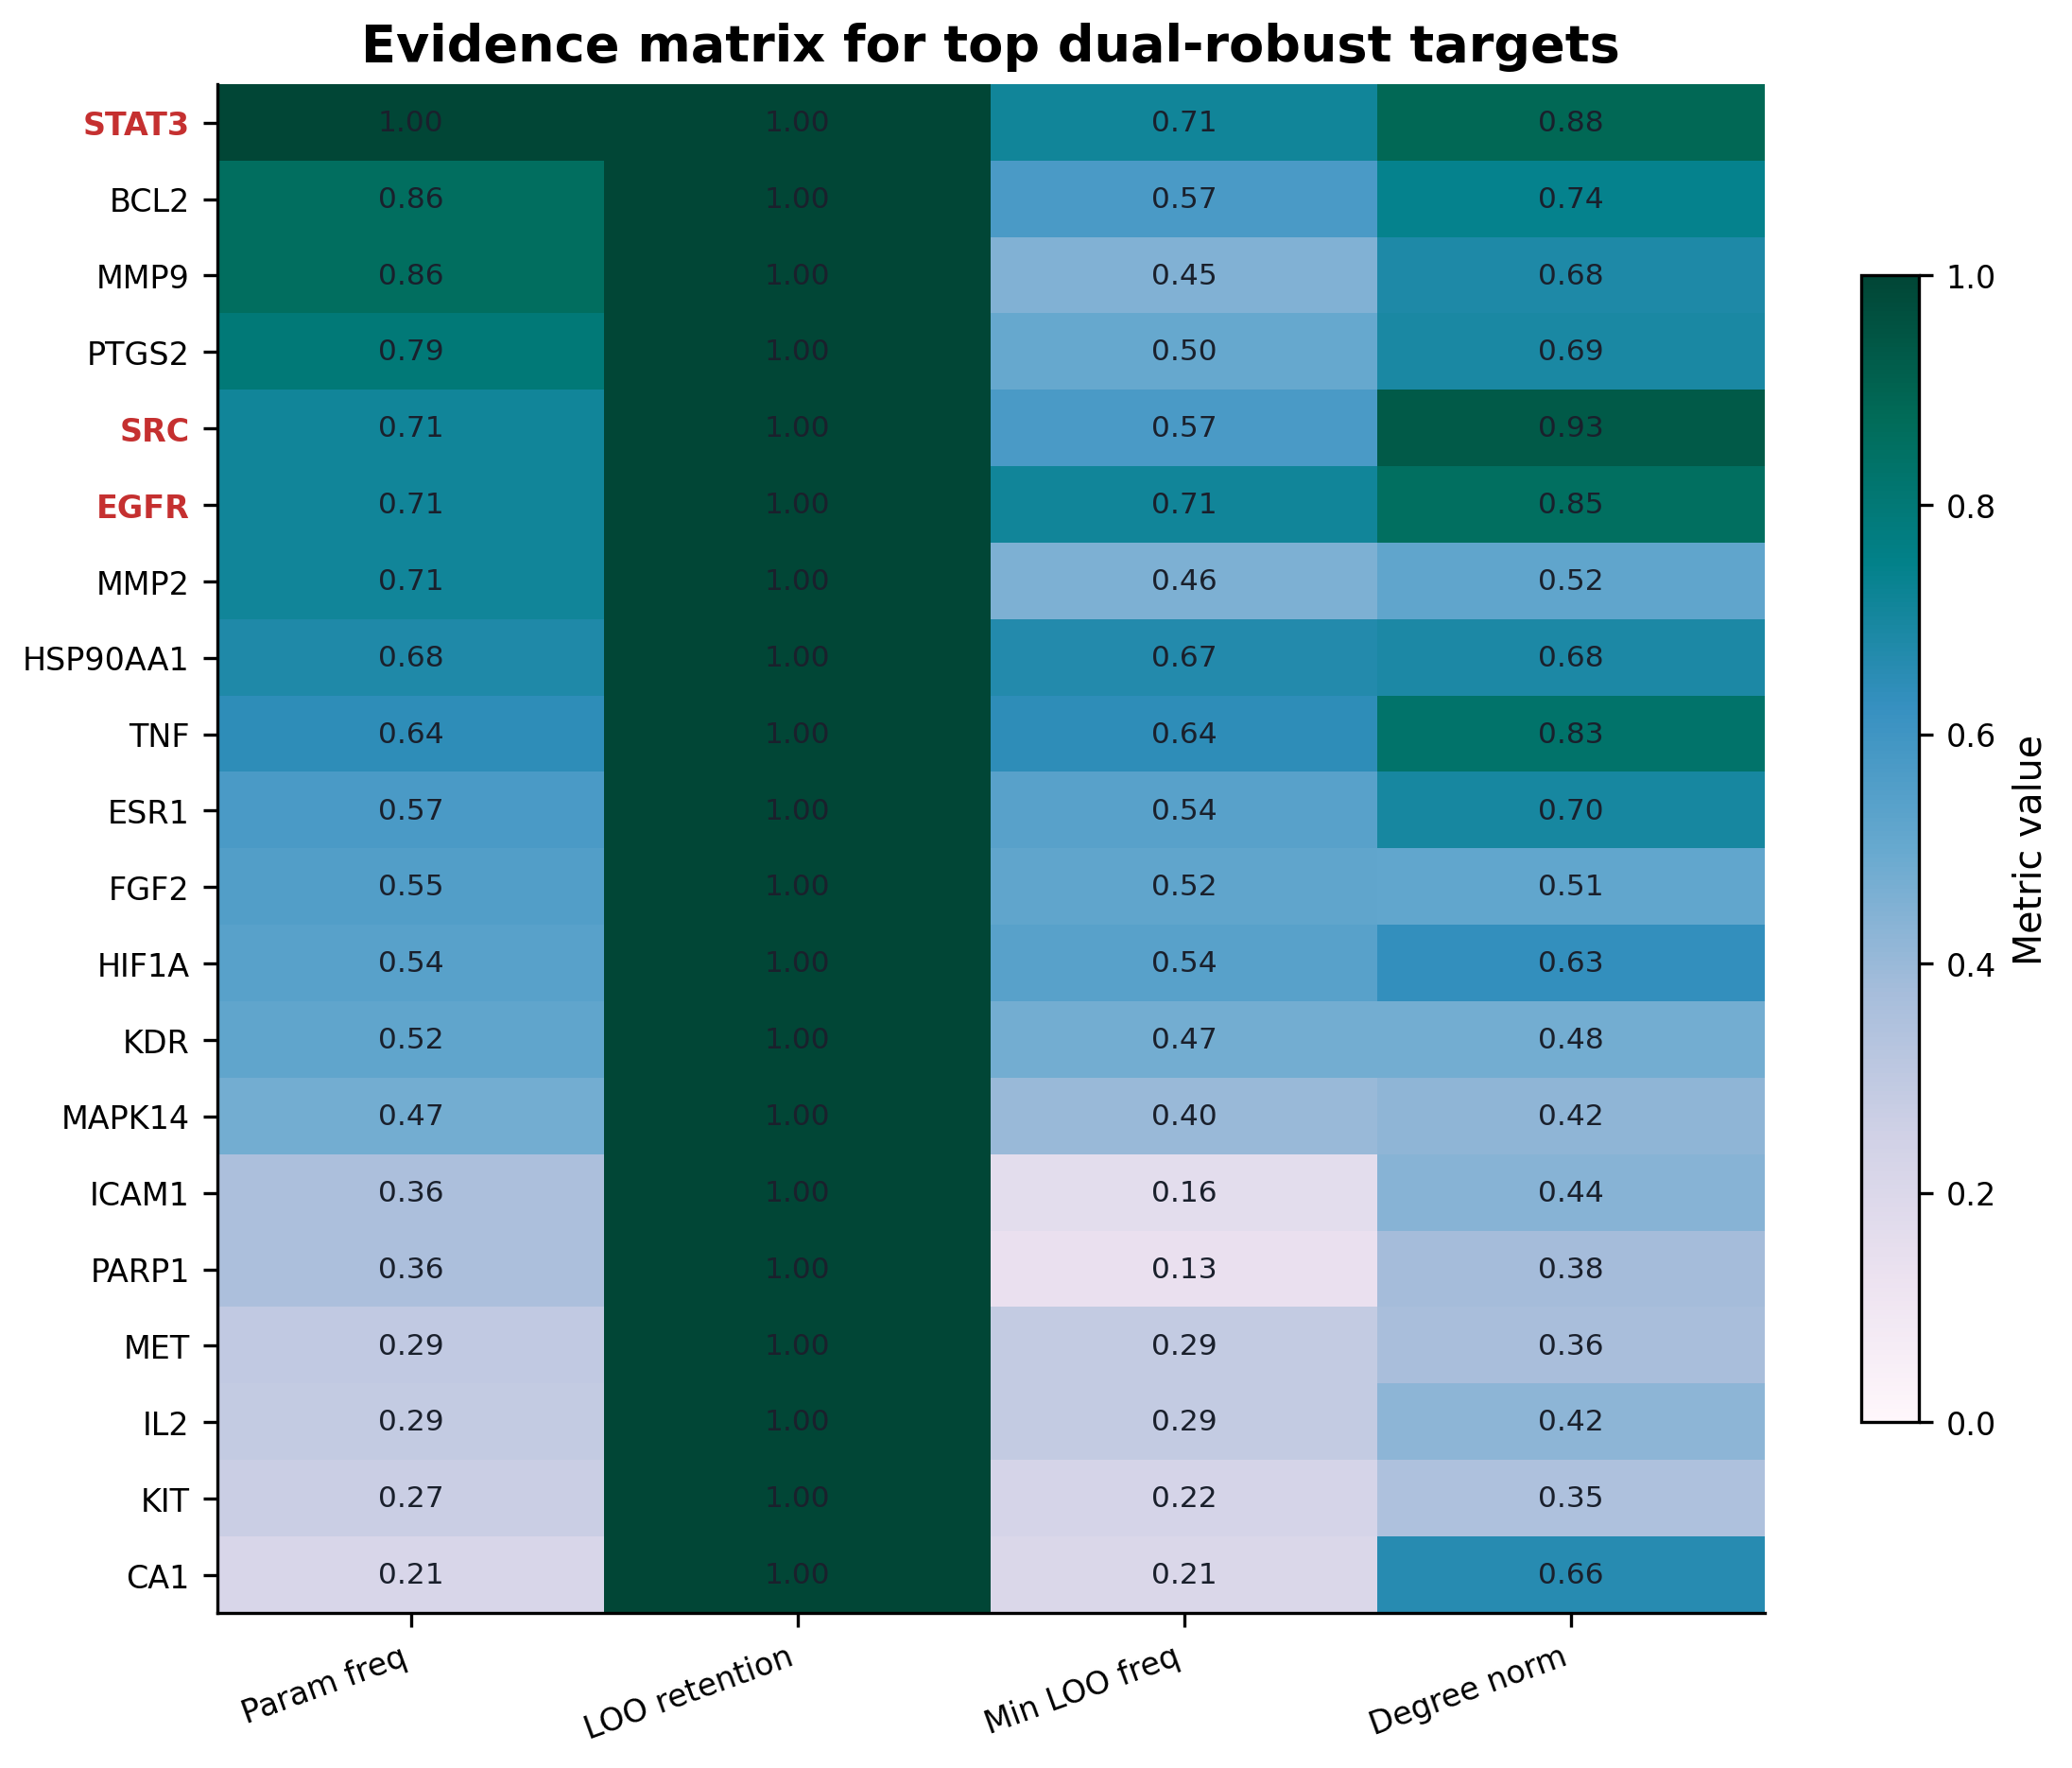 Evidence matrix for top dual-robust targets
STAT3 1.00 1.00 0.71 0.88
BCL2 0.86 1.00 0.57 0.74
MMP9 0.86 1.00 0.45 0.68
PTGS2 0.79 1.00 0.50 0.69
SRC 0.71 1.00 0.57 0.93
EGFR 0.71 1.00 0.71 0.85
MMP2 0.71 1.00 0.46 0.52
HSP90AA1 0.68 1.00 0.67 0.68
TNF 0.64 1.00 0.64 0.83
ESR1 0.57 1.00 0.54 0.70
FGF2 0.55 1.00 0.52 0.51
HIF1A 0.54 1.00 0.54 0.63
KDR 0.52 1.00 0.47 0.48
MAPK14 0.47 1.00 0.40 0.42
ICAM1 0.36 1.00 0.16 0.44
PARP1 0.36 1.00 0.13 0.38
MET 0.29 1.00 0.29 0.36
IL2 0.29 1.00 0.29 0.42
KIT 0.27 1.00 0.22 0.35
CA1 0.21 1.00 0.21 0.66
Param freq
LOO retention
Min LOO freq
Degree norm
1.0
0.8
0.6
0.4
0.2
0.0
Metric value